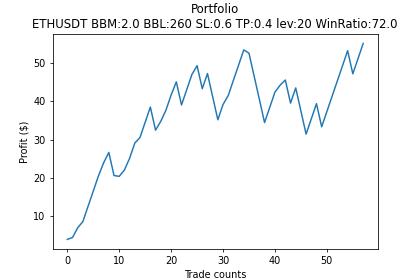 Portfolio
ETHUSDT BBM:2.0 BBL:260 SL:0.6 TP:0.4 lev:20 WinRatio:72.0
50
40
30
20
10
Profit ($)
0 10 20 30 40 50
Trade counts